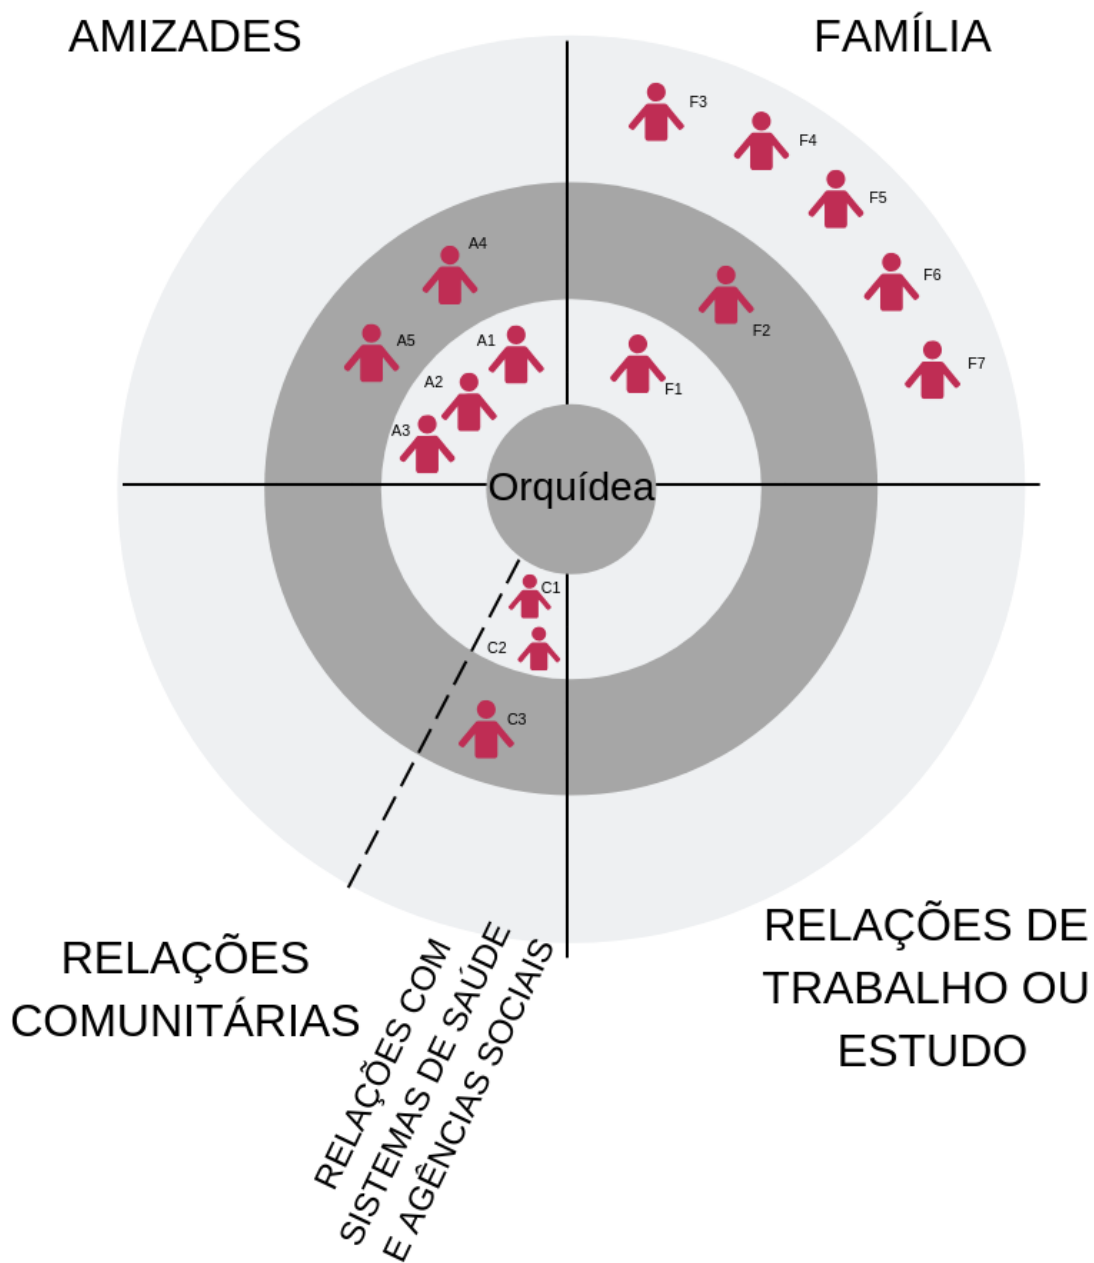 AMIZADES
FAMÍLIA
F3
F4
F5
F6
F7
F2
F1
A4
A5
A1
A2
A3
Orquídea
C1
C2
C3
RELAÇÕES
COMUNITÁRIAS
RELAÇÕES COM
SISTEMAS DE SAÚDE
E AGÊNCIAS SOCIAIS
RELAÇÕES DE
TRABALHO OU
ESTUDO